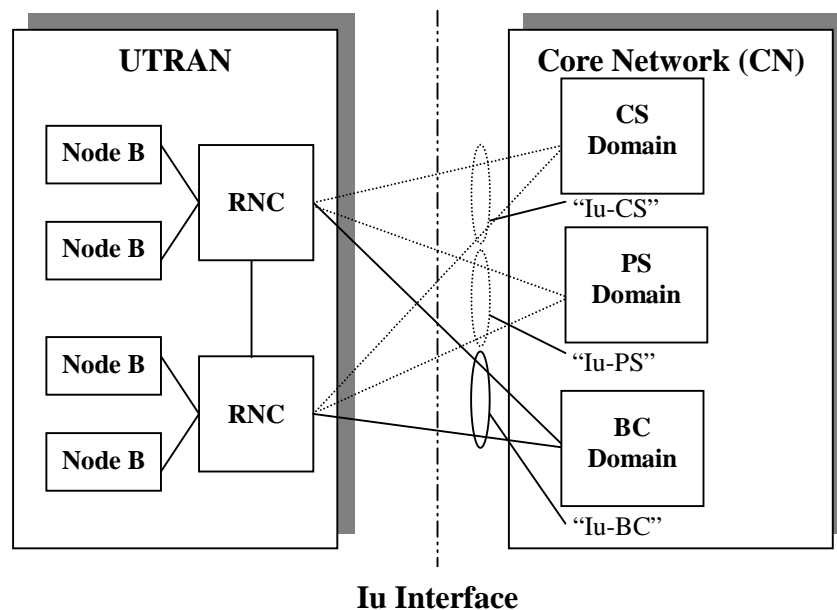 UTRAN
Node B
Node B
RNC
Node B
Node B
RNC
Core Network (CN)
CS
Domain
“Iu-CS”
PS
Domain
“Iu-PS”
BC
Domain
“Iu-BC”
Iu Interface